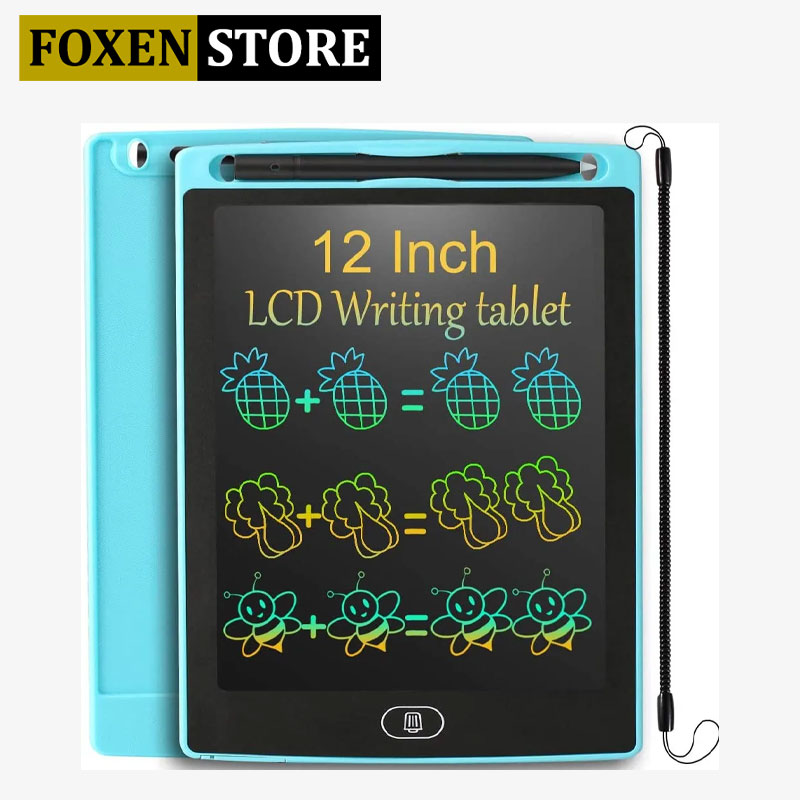 FOXEN STORE
12 Inch
LCD Writing tablet
+ =
+ =
+ =